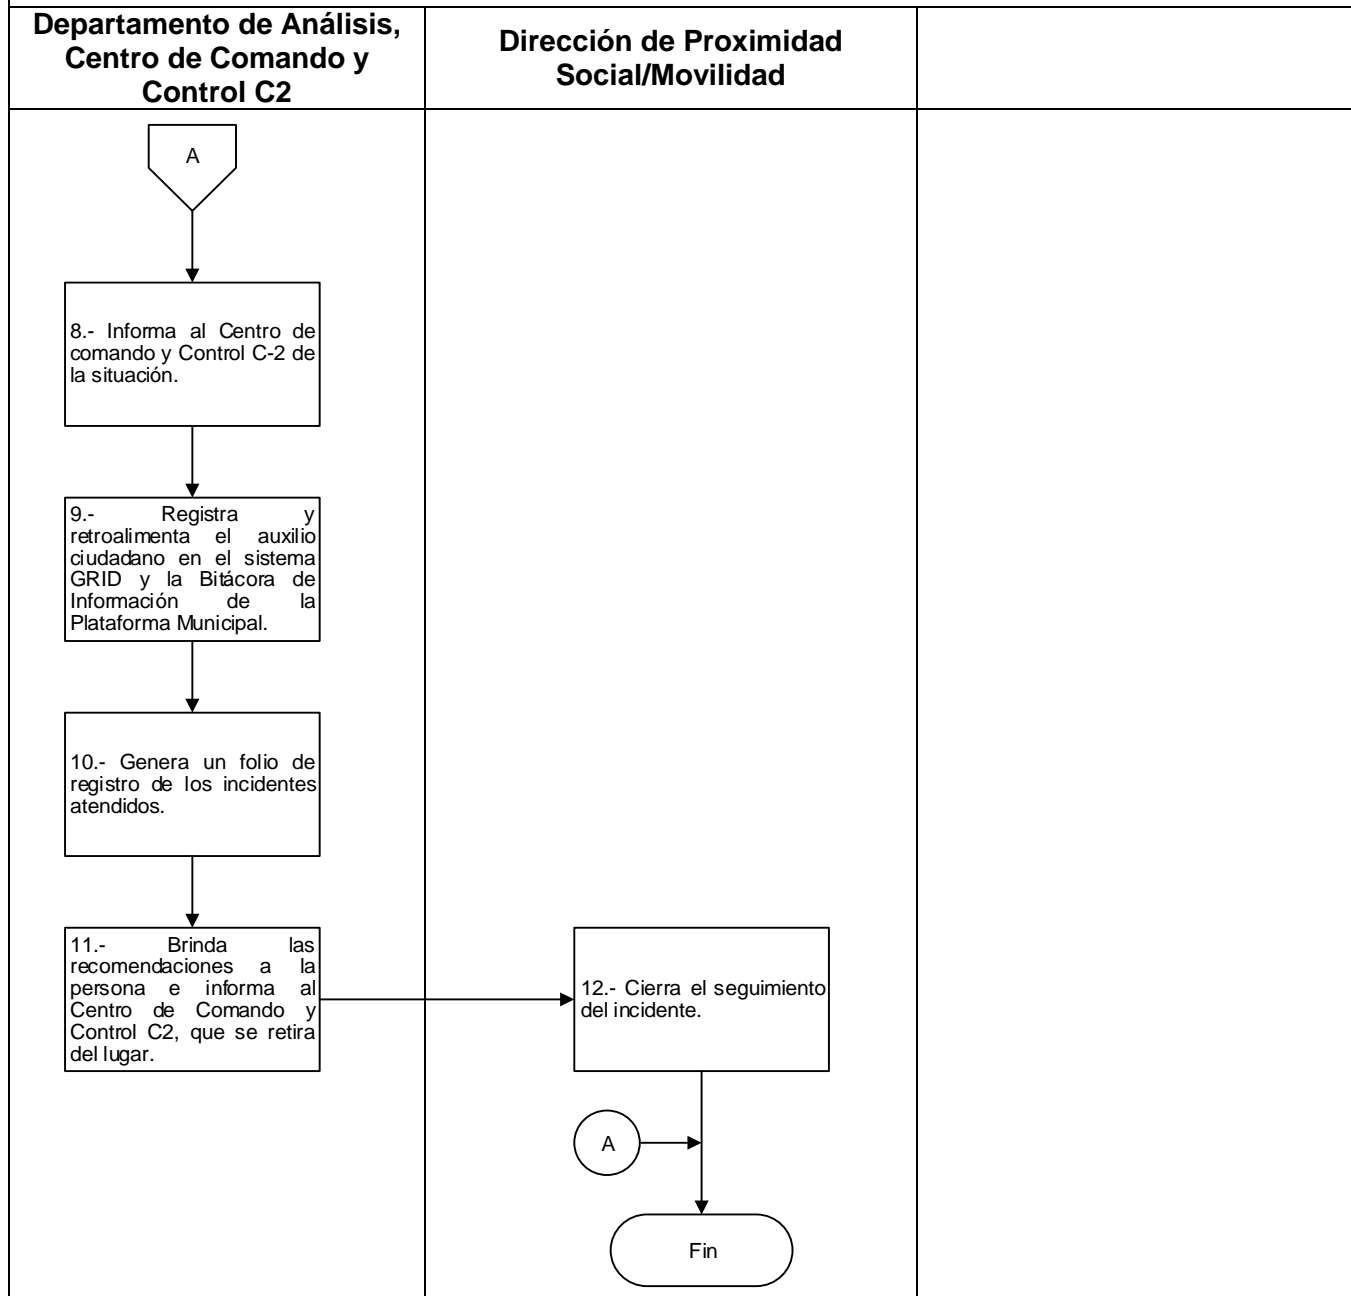 Departamento de Análisis,
Centro de Comando y
Control C2
Dirección de Proximidad
Social/Movilidad
A
8.- Informa al Centro de
comando y Control C-2 de
la situación.
9.- Registra y
retroalimenta el auxilio
ciudadano en el sistema
GRID y la Bitácora de
Información de la
Plataforma Municipal.
10.- Genera un folio de
registro de los incidentes
atendidos.
11.- Brinda las
recomendaciones a la
persona e informa al
Centro de Comando y
Control C2, que se retira
del lugar.
12.- Cierra el seguimiento
del incidente.
A
Fin